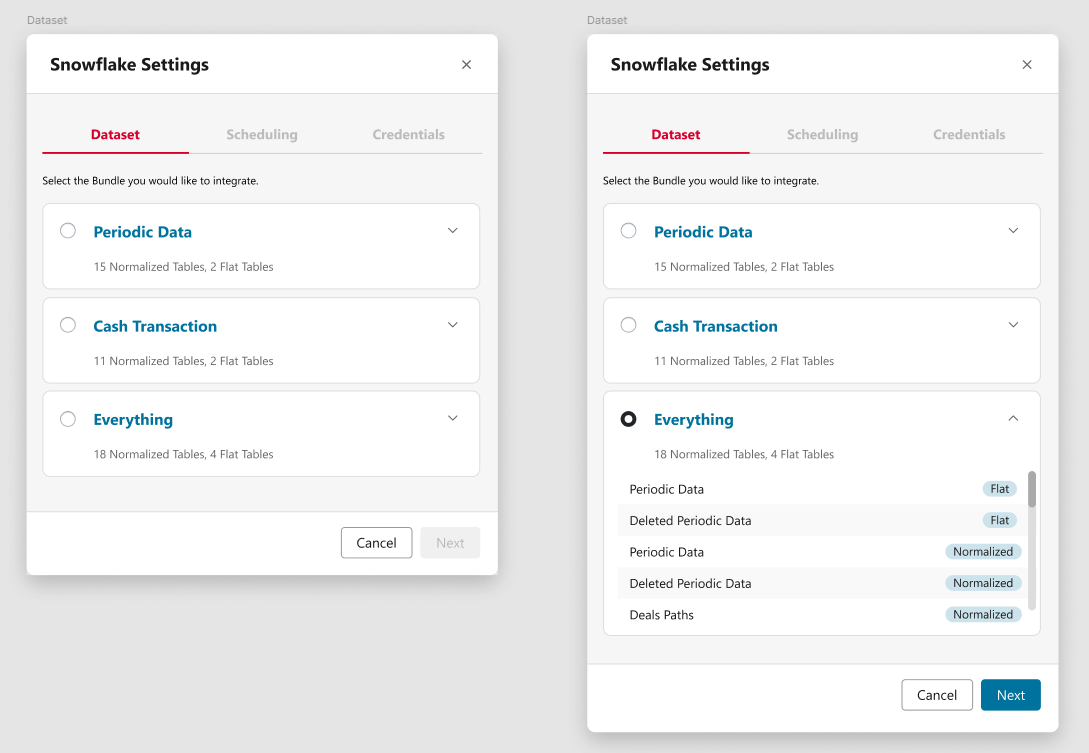 Dataset
Snowflake Settings
Dataset Scheduling Credentials
Select the Bundle you would like to integrate.
Periodic Data
15 Normalized Tables, 2 Flat Tables
Cash Transaction
11 Normalized Tables, 2 Flat Tables
Everything
18 Normalized Tables, 4 Flat Tables
Cancel Next
Dataset
Snowflake Settings
Dataset Scheduling Credentials
Select the Bundle you would like to integrate.
Periodic Data
15 Normalized Tables, 2 Flat Tables
Cash Transaction
11 Normalized Tables, 2 Flat Tables
Everything
18 Normalized Tables, 4 Flat Tables
Periodic Data Flat
Deleted Periodic Data Flat
Periodic Data Normalized
Deleted Periodic Data Normalized
Deals Paths Normalized
Cancel Next